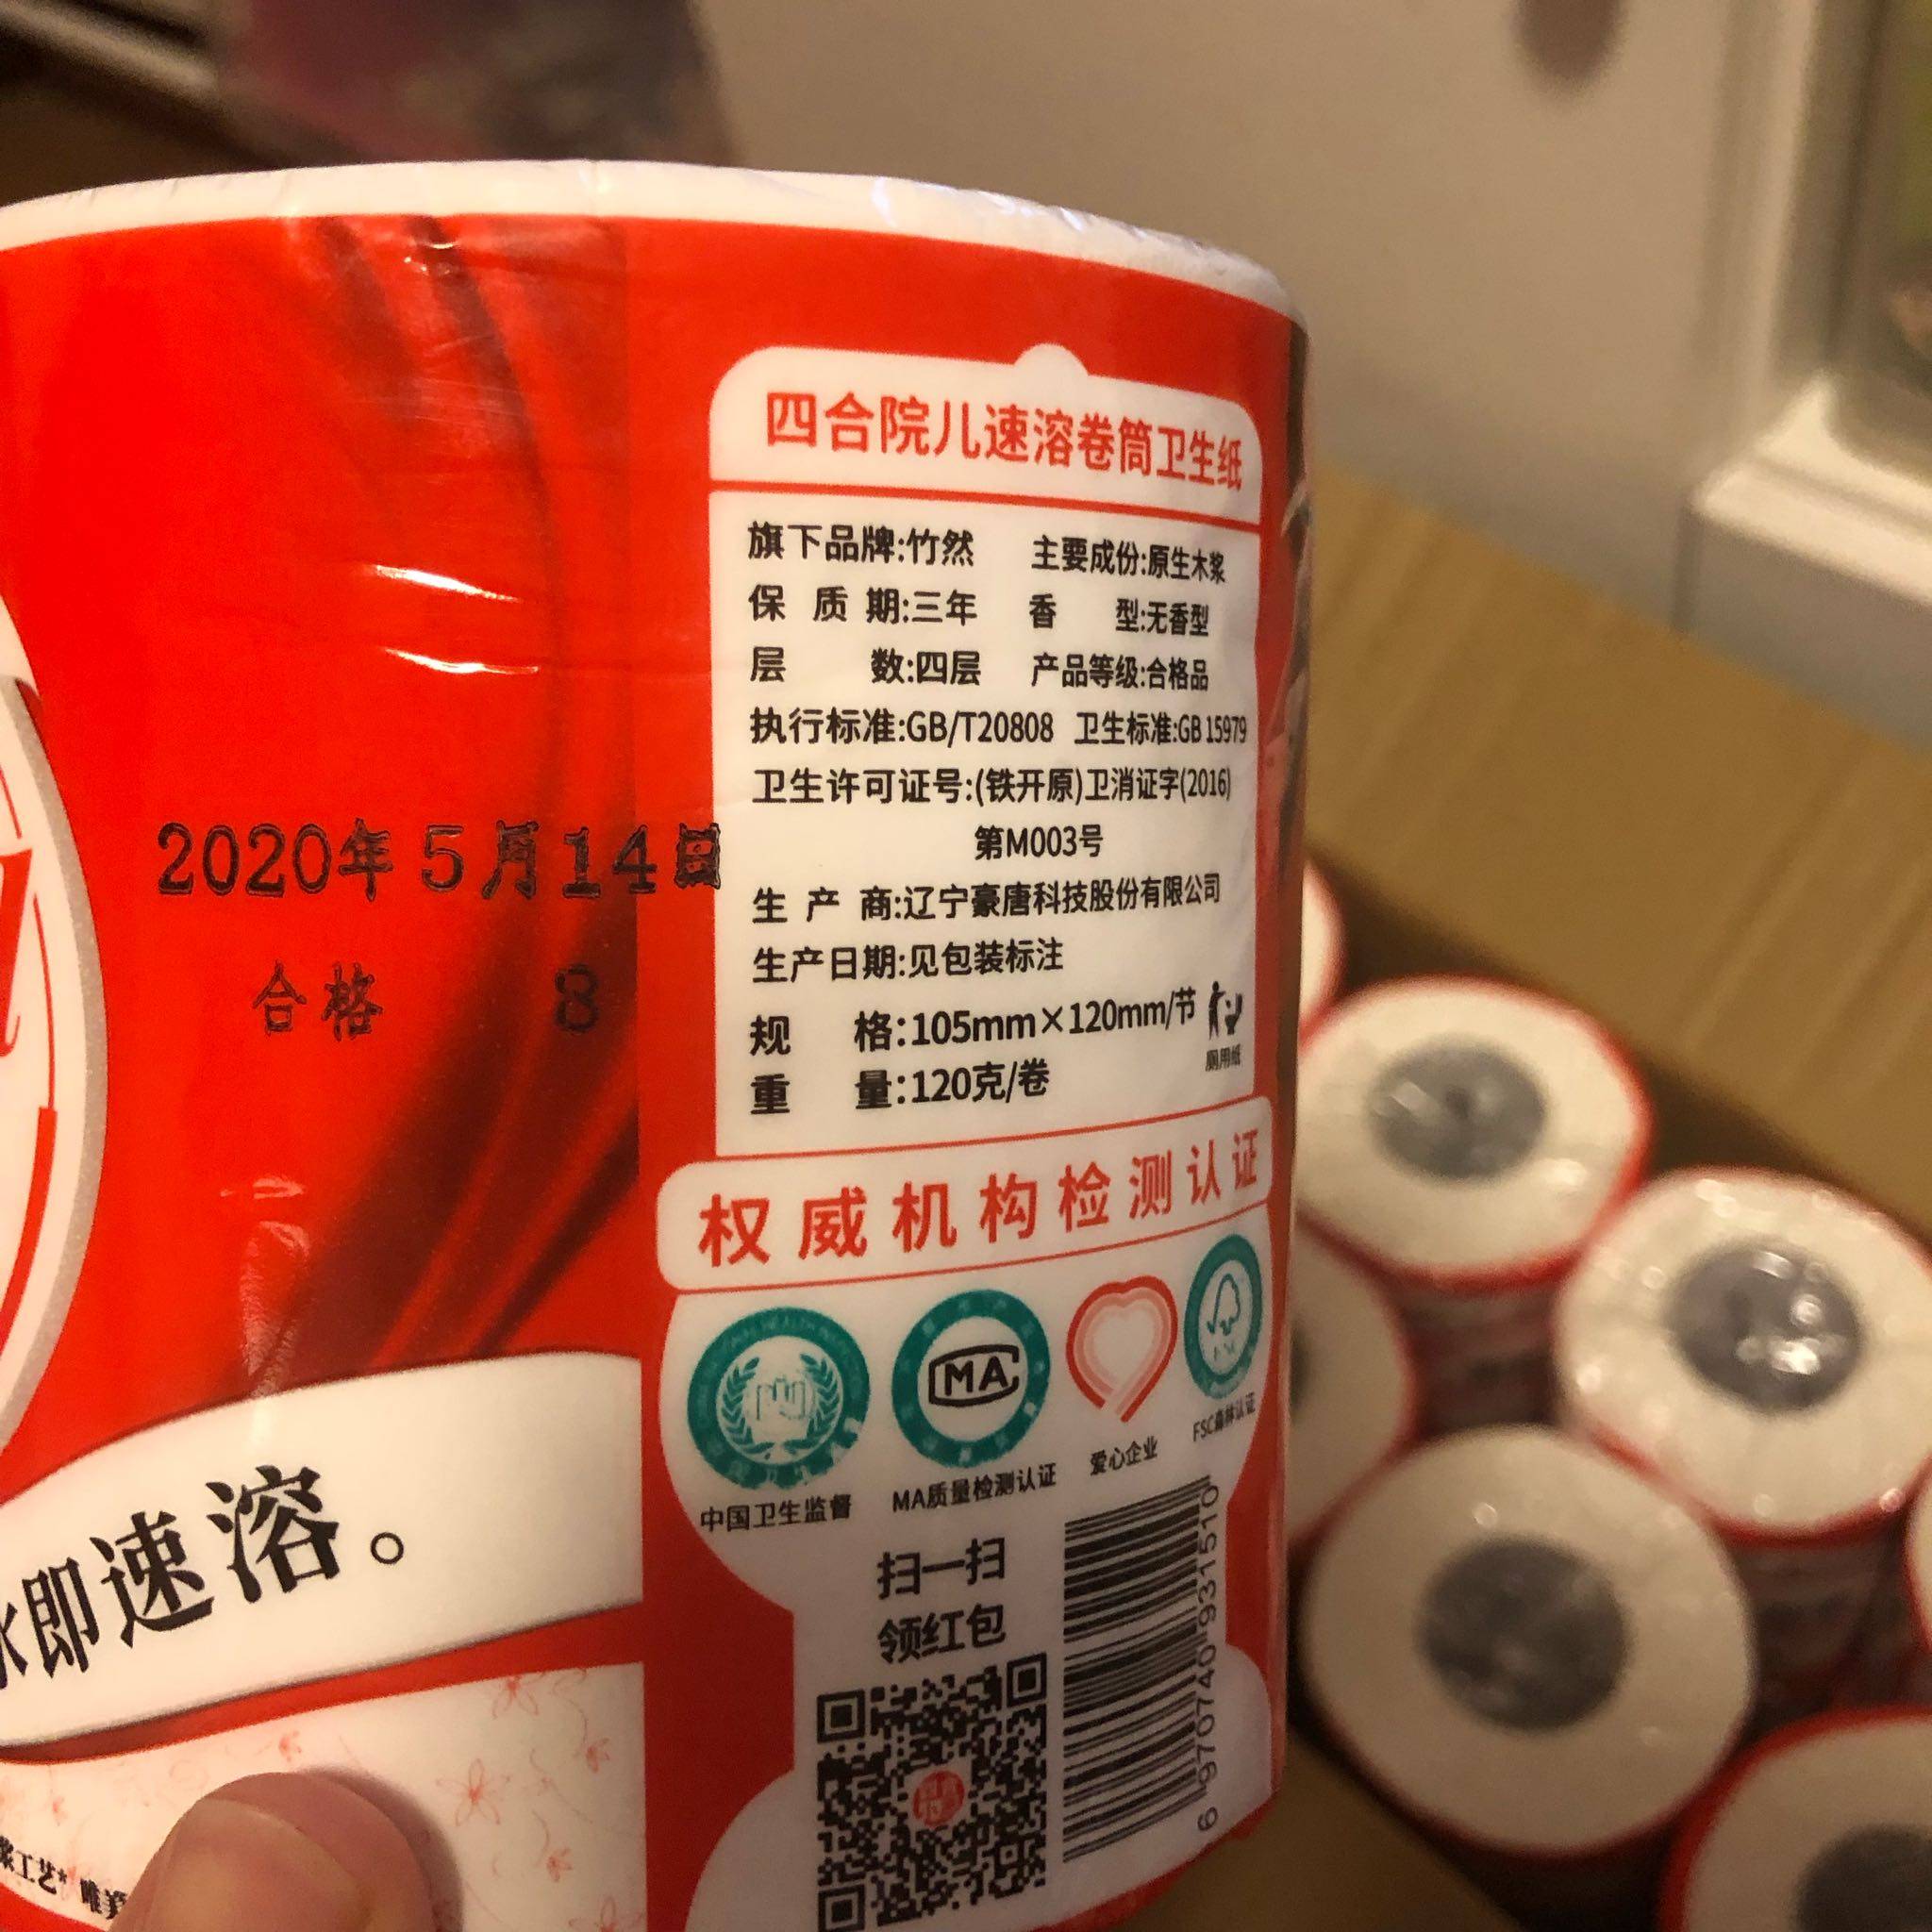 四合院儿速溶卷筒卫生纸
旗下品牌:竹然 主要成份:原生木浆
保质期:三年 香型:无香型
层数:四层 产品等级:合格品
执行标准:GB/T20808 卫生标准:GB 15979
卫生许可证号:(铁开原)卫消证字(2016)
第M003号
生产商:辽宁豪唐科技股份有限公司
生产日期:见包装标注
规格:105mm×120mm/节
厕用纸
重量:120克/卷
2020年5月14日
合格 8
权威机构检测认证
MA
中国卫生监督
MA质量检测认证
爱心企业
FSC森林认证
扫一扫
领红包
6 970740 931510
即速溶。
浆工艺*